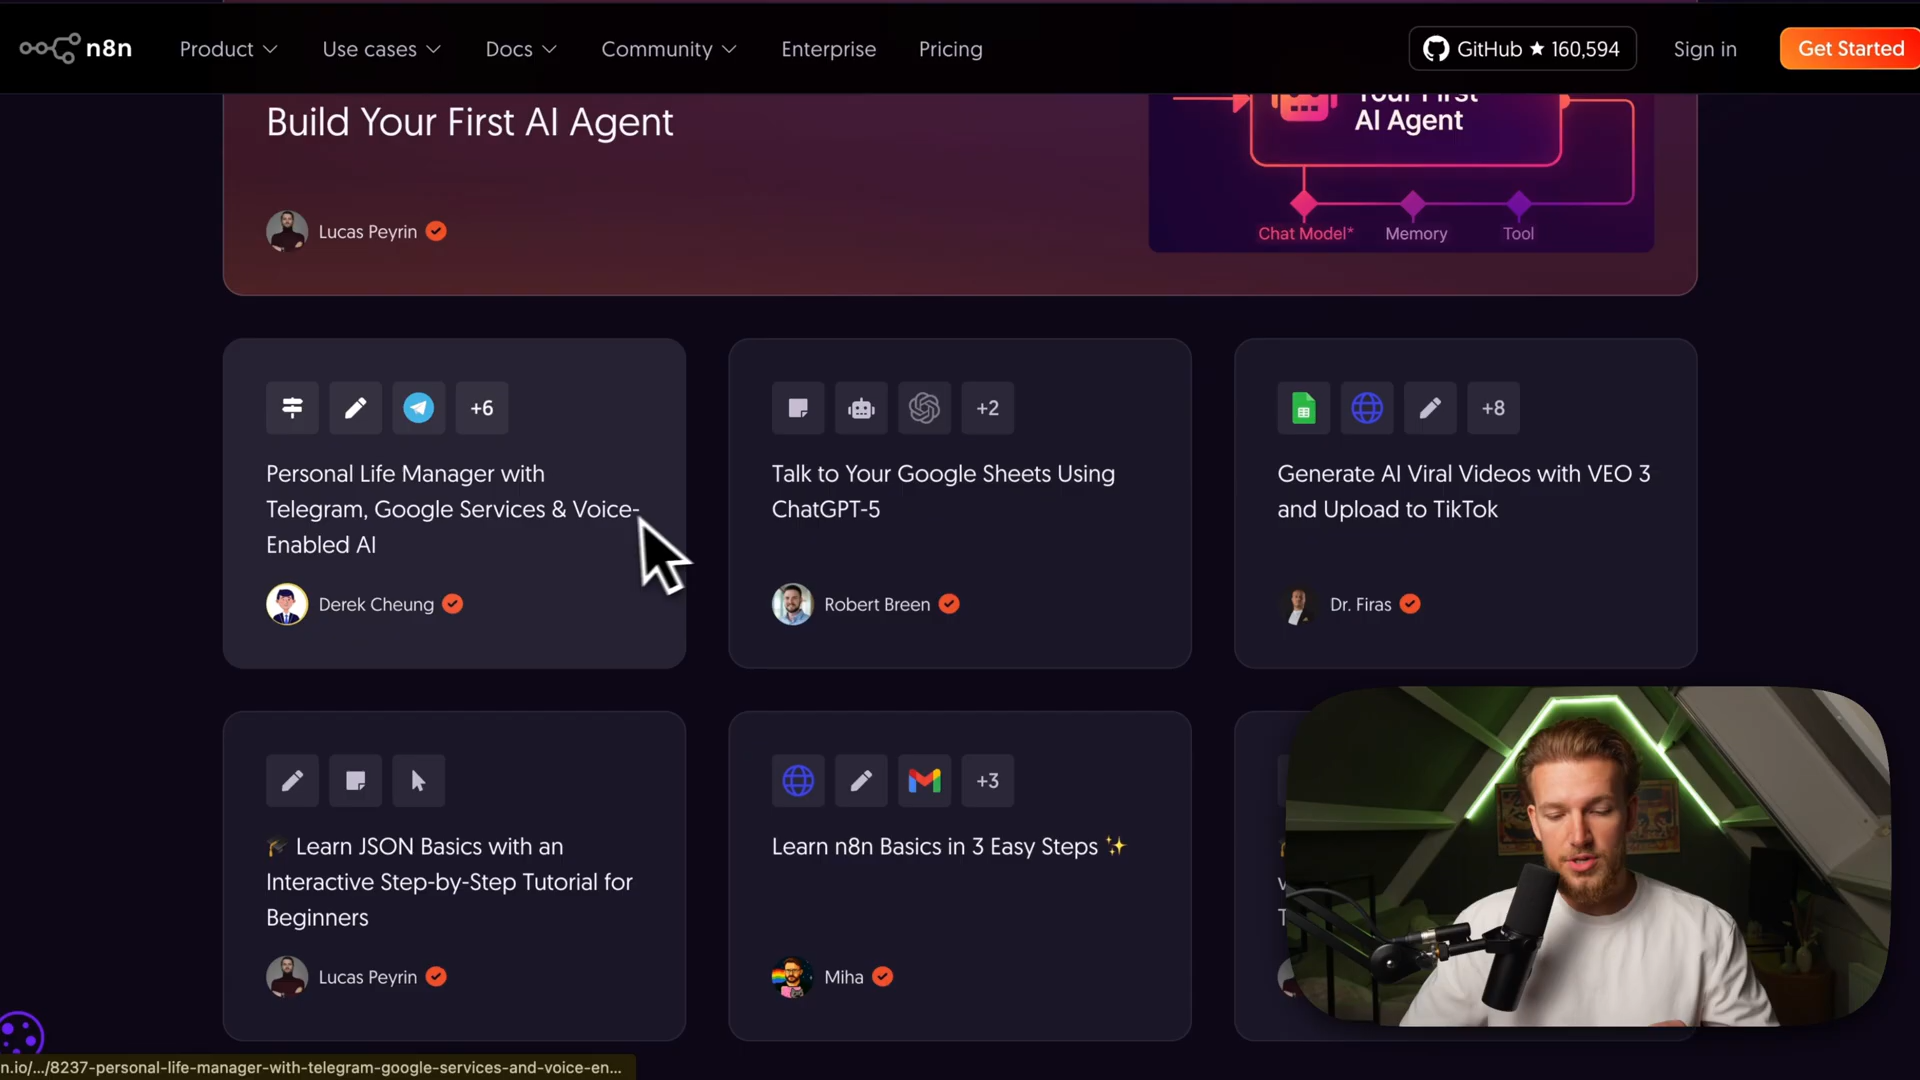 n8n
Product
Use cases
Docs
Community
Enterprise
Pricing
GitHub ★ 160,594
Sign in
Get Started
Build Your First AI Agent
Lucas Peyrin
Your First
AI Agent
Chat Model*
Memory
Tool
+6
Personal Life Manager with
Telegram, Google Services & Voice-
Enabled AI
Derek Cheung
+2
Talk to Your Google Sheets Using
ChatGPT-5
Robert Breen
+8
Generate AI Viral Videos with VEO 3
and Upload to TikTok
Dr. Firas
🎓 Learn JSON Basics with an
Interactive Step-by-Step Tutorial for
Beginners
Lucas Peyrin
+3
Learn n8n Basics in 3 Easy Steps ✨
Miha
n.io/.../8237-personal-life-manager-with-telegram-google-services-and-voice-en...